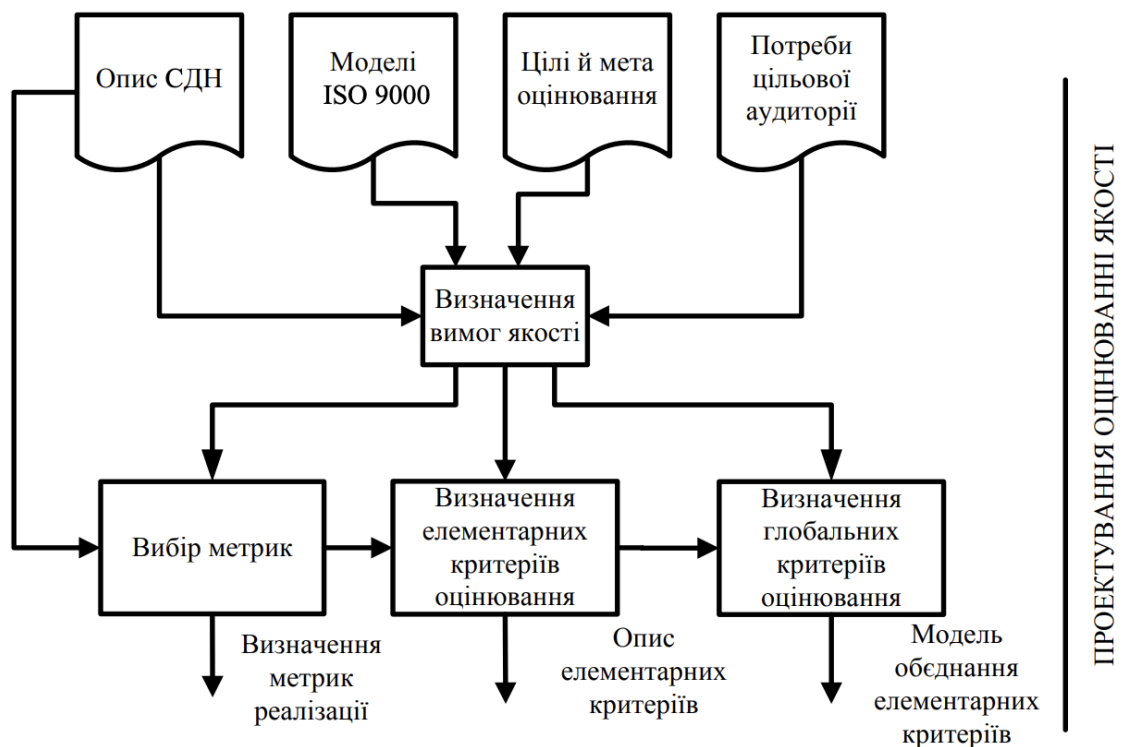 Опис СДН
Моделі
ISO 9000
Цілі й мета
оцінювання
Потреби
цільової
аудиторії
Визначення
вимог якості
Вибір метрик
Визначення
елементарних
критеріїв
оцінювання
Визначення
глобальних
критеріїв
оцінювання
Визначення
метрик
реалізації
Опис
елементарних
критеріїв
Модель
обєднання
елементарних
критеріїв
ПРОЕКТУВАННЯ ОЦІНЮВАННІ ЯКОСТІ